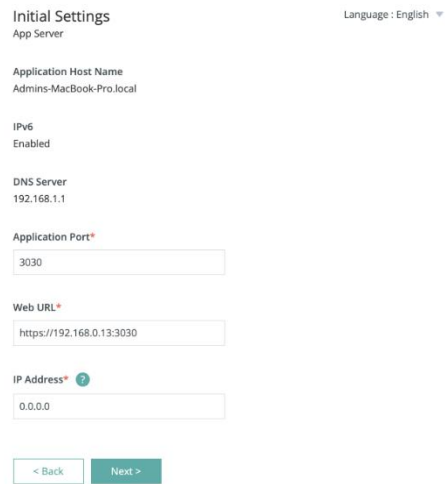 Initial Settings
Language : English
App Server
Application Host Name
Admins-MacBook-Pro.local
IPv6
Enabled
DNS Server
192.168.1.1
Application Port*
3030
Web URL*
https://192.168.0.13:3030
IP Address* ?
0.0.0.0
< Back Next >